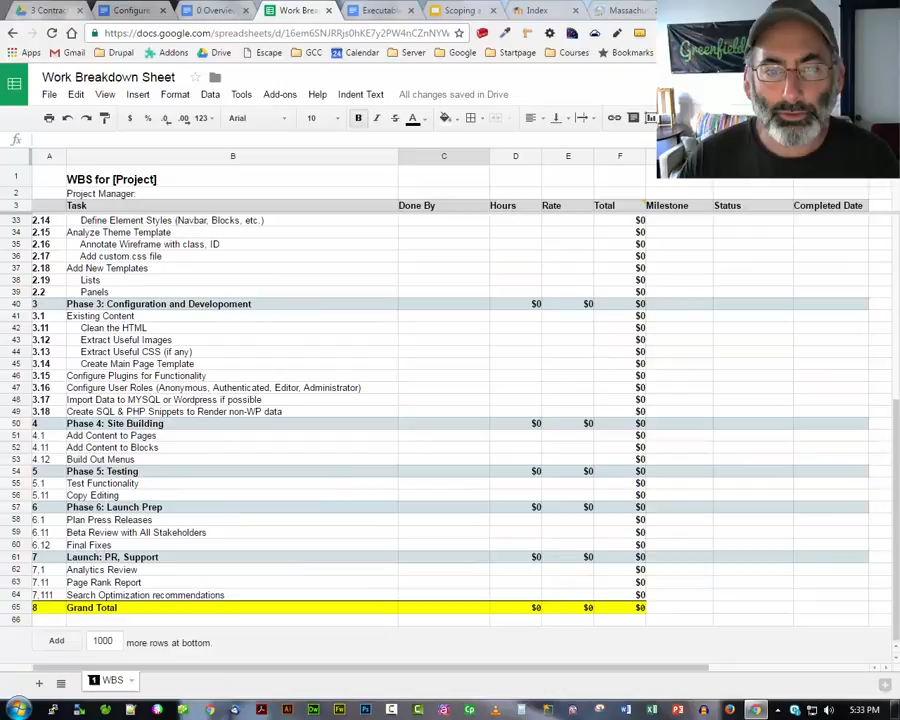 3 Contract
Configure
0 Overview
Work Break
Executable
Scoping a
Index
Massachus
https://docs.google.com/spreadsheets/d/16em6SNJRRjs0hKE7y2PW4nCZnNYW
Apps Gmail Drupal Addons Drive Escape GCC Calendar Server Google Startpage Courses Bookmarks
Greenfield
Work Breakdown Sheet
File Edit View Insert Format Data Tools Add-ons Help Indent Text All changes saved in Drive
$ % .0 .00 123 Arial 10 B I S A
fx
A B C D E F
1 WBS for [Project]
2 Project Manager:
3 Task Done By Hours Rate Total Milestone Status Completed Date
33 2.14 Define Element Styles (Navbar, Blocks, etc.) $0
34 2.15 Analyze Theme Template $0
35 2.16 Annotate Wireframe with class, ID $0
36 2.17 Add custom.css file $0
37 2.18 Add New Templates $0
38 2.19 Lists $0
39 2.2 Panels $0
40 3 Phase 3: Configuration and Developoment $0 $0 $0
41 3.1 Existing Content $0
42 3.11 Clean the HTML $0
43 3.12 Extract Useful Images $0
44 3.13 Extract Useful CSS (if any) $0
45 3.14 Create Main Page Template $0
46 3.15 Configure Plugins for Functionality $0
47 3.16 Configure User Roles (Anonymous, Authenticated, Editor, Administrator) $0
48 3.17 Import Data to MYSQL or Wordpress if possible $0
49 3.18 Create SQL & PHP Snippets to Render non-WP data $0
50 4 Phase 4: Site Building $0 $0 $0
51 4.1 Add Content to Pages $0
52 4.11 Add Content to Blocks $0
53 4.12 Build Out Menus $0
54 5 Phase 5: Testing $0 $0 $0
55 5.1 Test Functionality $0
56 5.11 Copy Editing $0
57 6 Phase 6: Launch Prep $0 $0 $0
58 6.1 Plan Press Releases $0
59 6.11 Beta Review with All Stakeholders $0
60 6.12 Final Fixes $0
61 7 Launch: PR, Support $0 $0 $0
62 7.1 Analytics Review $0
63 7.11 Page Rank Report $0
64 7.111 Search Optimization recommendations $0
65 8 Grand Total $0 $0 $0
66
Add 1000 more rows at bottom.
1 WBS
5:33 PM